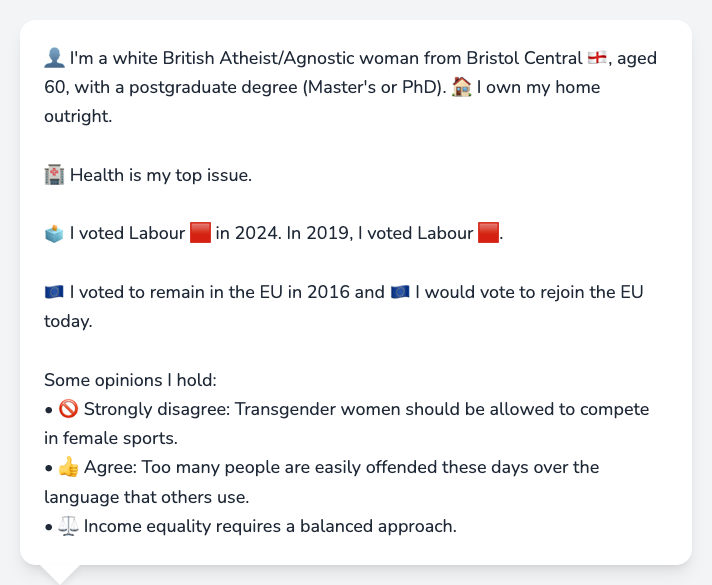 👤 I'm a white British Atheist/Agnostic woman from Bristol Central 🏴󠁧󠁢󠁥󠁮󠁧󠁿, aged
60, with a postgraduate degree (Master's or PhD). 🏠 I own my home
outright.
🏥 Health is my top issue.
🗳️ I voted Labour 🟥 in 2024. In 2019, I voted Labour 🟥.
🇪🇺 I voted to remain in the EU in 2016 and 🇪🇺 I would vote to rejoin the EU
today.
Some opinions I hold:
• 🚫 Strongly disagree: Transgender women should be allowed to compete
in female sports.
• 👍 Agree: Too many people are easily offended these days over the
language that others use.
• ⚖️ Income equality requires a balanced approach.